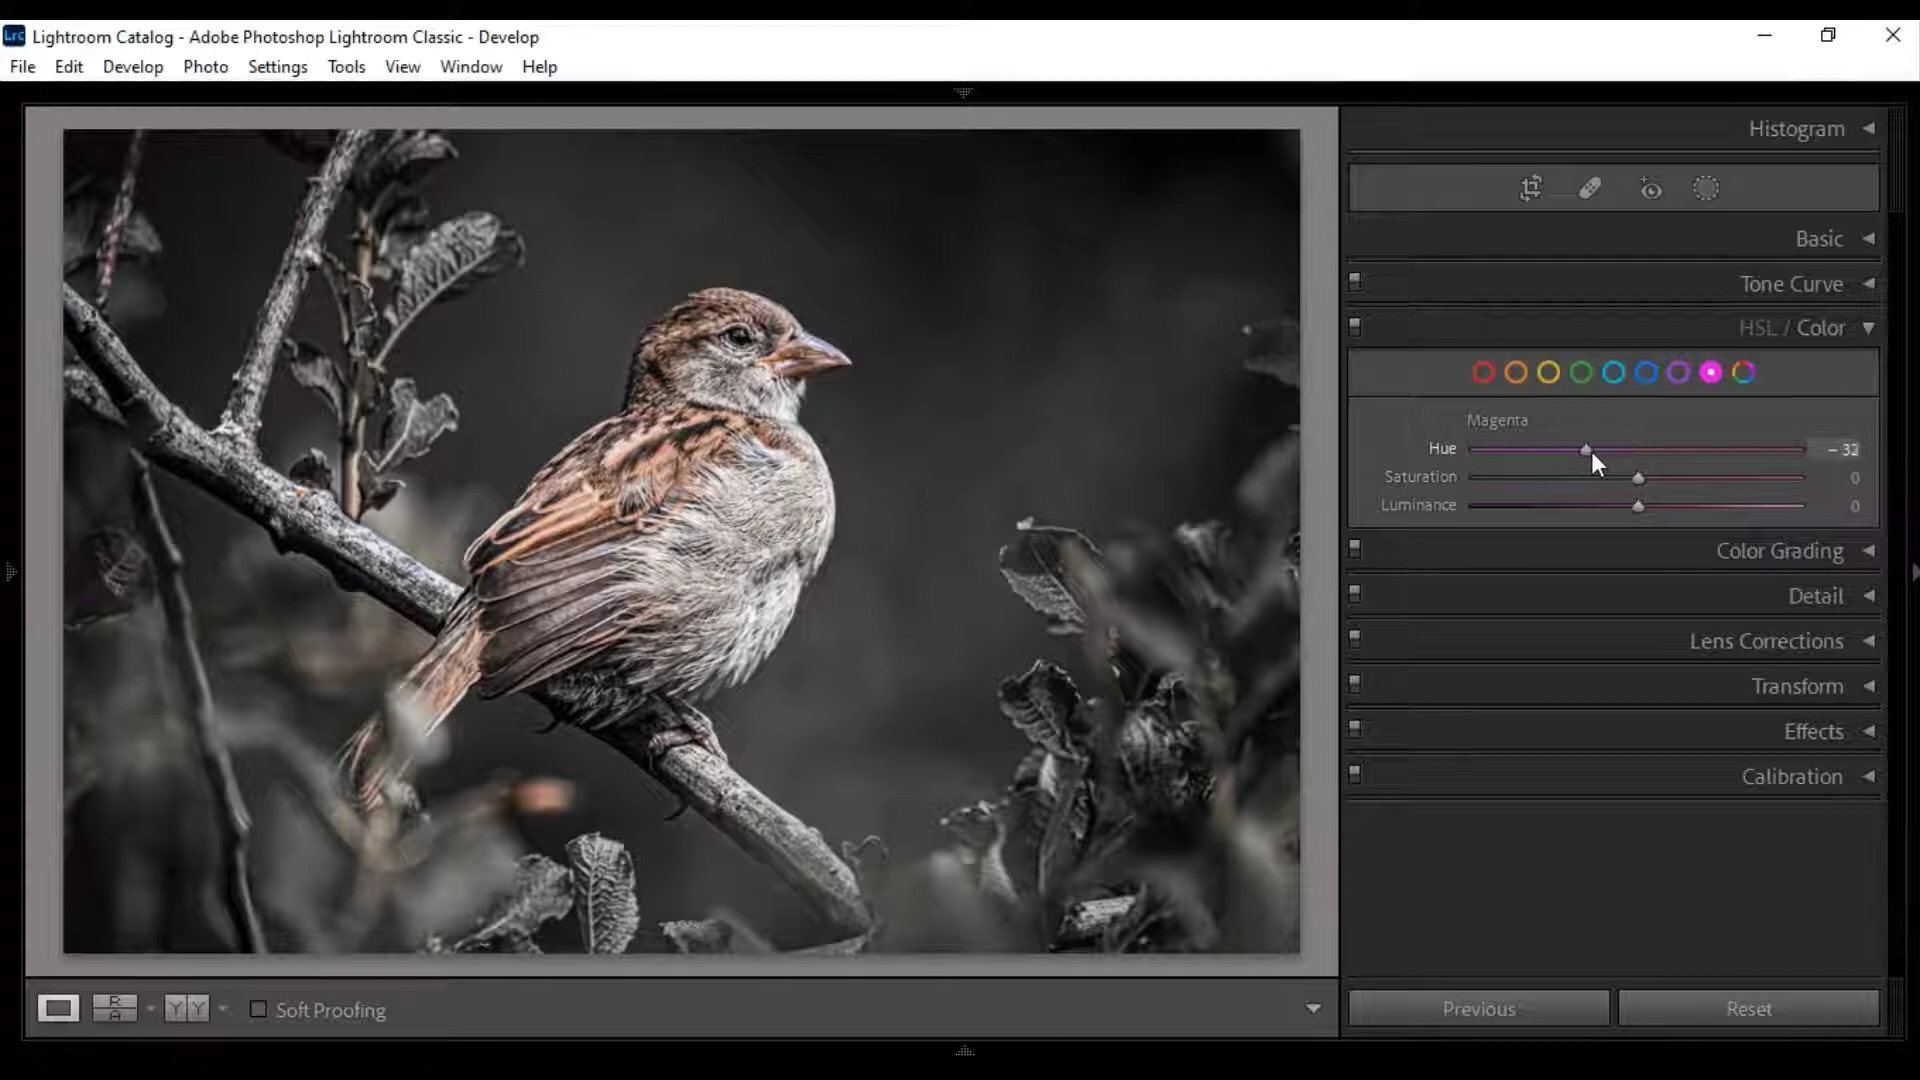 Lrc Lightroom Catalog - Adobe Photoshop Lightroom Classic - Develop
File Edit Develop Photo Settings Tools View Window Help
Histogram
Basic
Tone Curve
HSL / Color
Magenta
Hue - 32
Saturation 0
Luminance 0
Color Grading
Detail
Lens Corrections
Transform
Effects
Calibration
R A Y Y Soft Proofing
Previous Reset